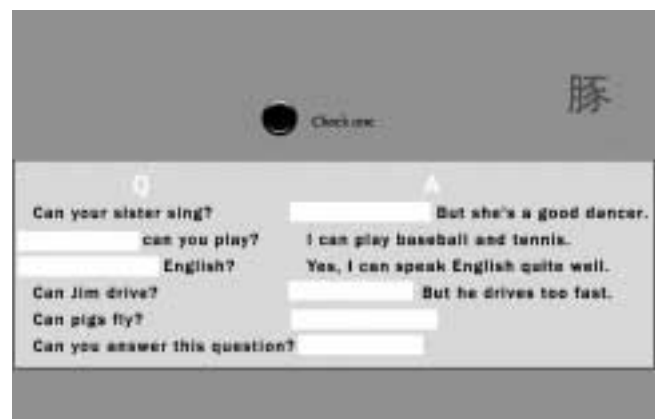 豚
Check one
Q A
Can your sister sing? But she's a good dancer.
can you play? I can play baseball and tennis.
English? Yes, I can speak English quite well.
Can Jim drive? But he drives too fast.
Can pigs fly?
Can you answer this question?